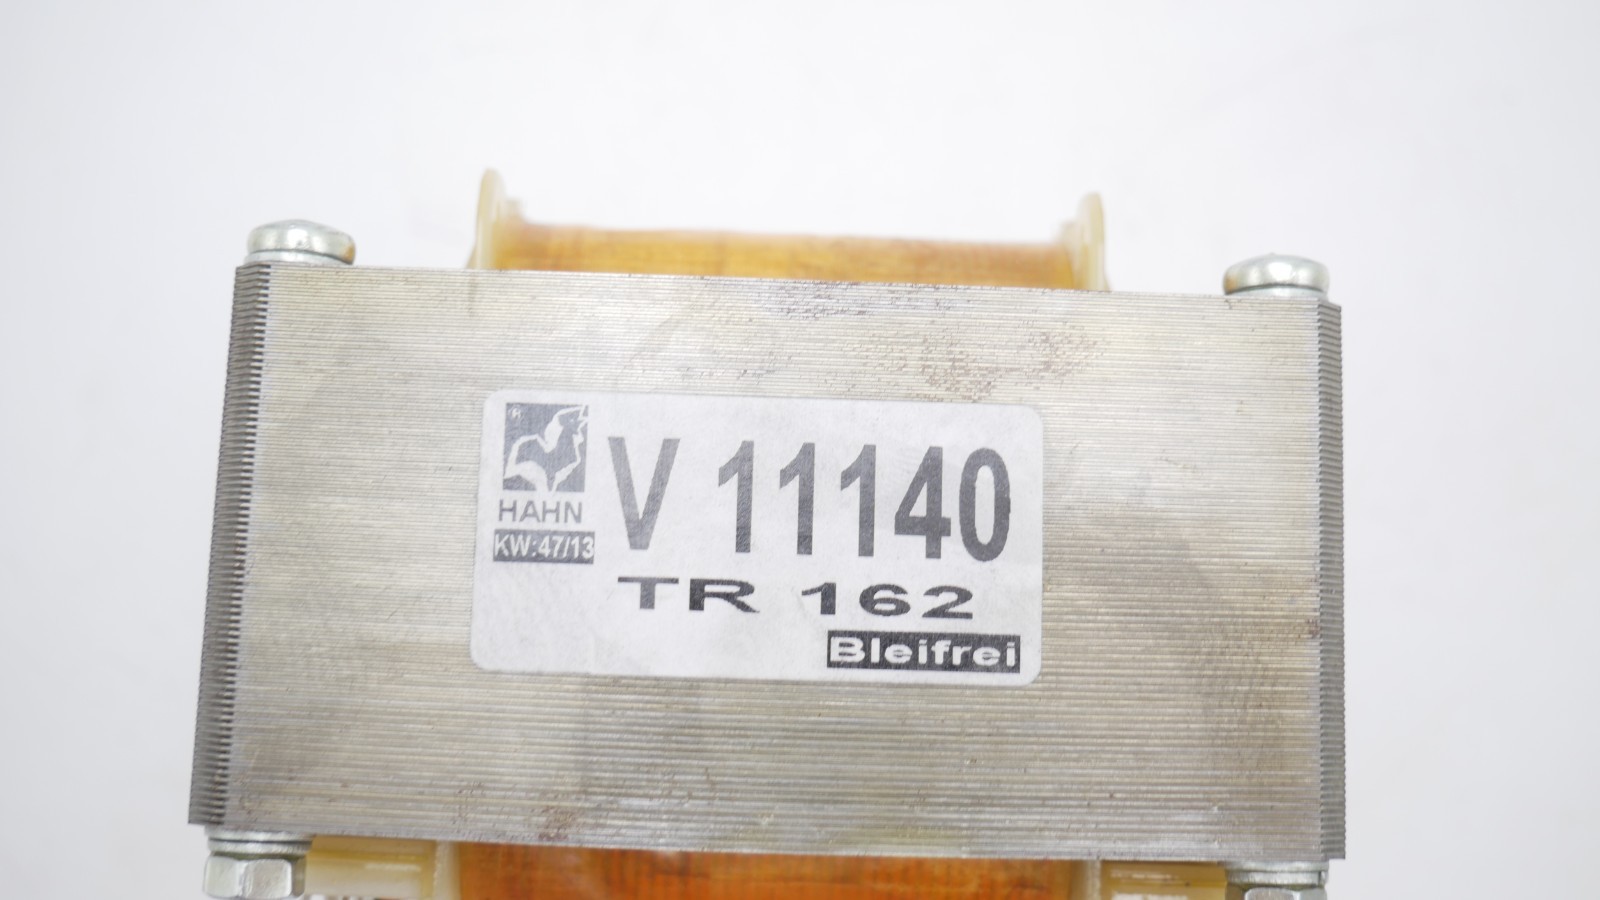 ®
HAHN
KW:47/13
V 11140
TR 162
Bleifrei